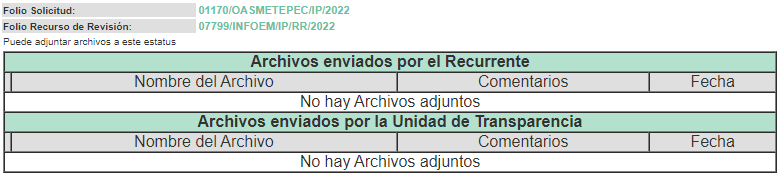 Folio Solicitud: 01170/OASMETEPEC/IP/2022
Folio Recurso de Revisión: 07799/INFOEM/IP/RR/2022
Puede adjuntar archivos a este estatus
Archivos enviados por el Recurrente
Nombre del Archivo Comentarios Fecha
No hay Archivos adjuntos
Archivos enviados por la Unidad de Transparencia
Nombre del Archivo Comentarios Fecha
No hay Archivos adjuntos